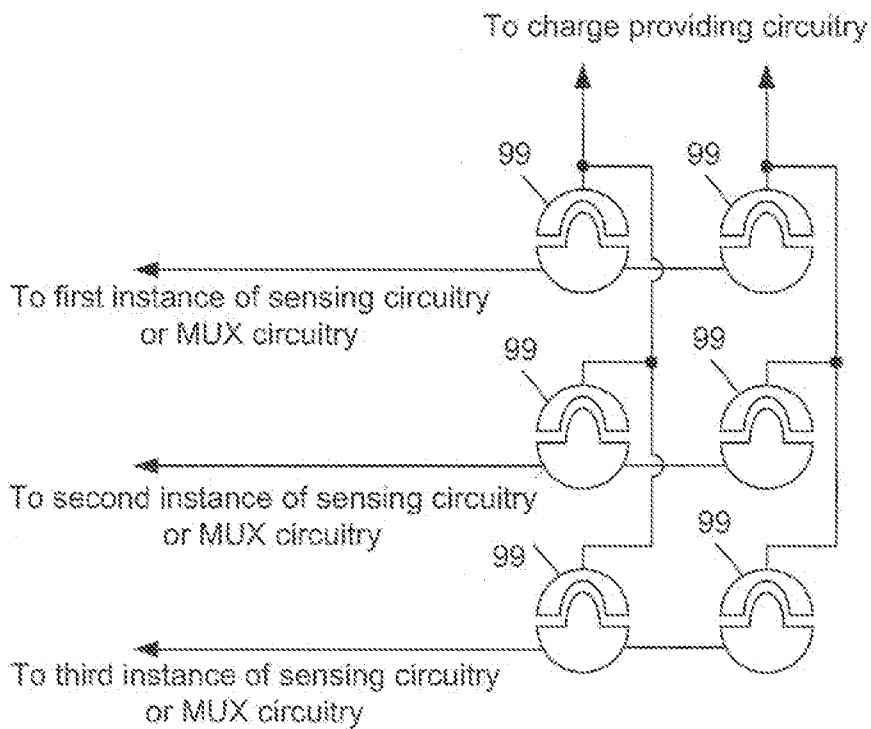 To charge providing circuitry
99 99
To first instance of sensing circuitry
or MUX circuitry
99 99
To second instance of sensing circuitry
or MUX circuitry
99 99
To third instance of sensing circuitry
or MUX circuitry